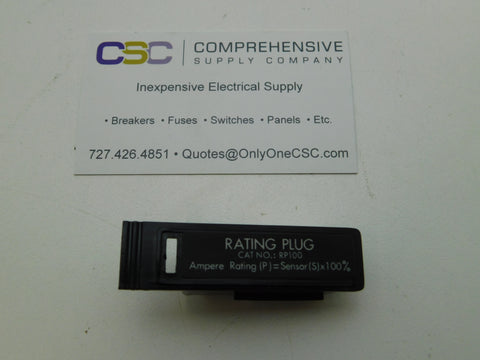 CSC COMPREHENSIVE
SUPPLY COMPANY
Inexpensive Electrical Supply
• Breakers • Fuses • Switches • Panels • Etc.
727.426.4851 • Quotes@OnlyOneCSC.com
RATING PLUG
CAT NO.: RP100
Ampere Rating (P) = Sensor (S) x 100%